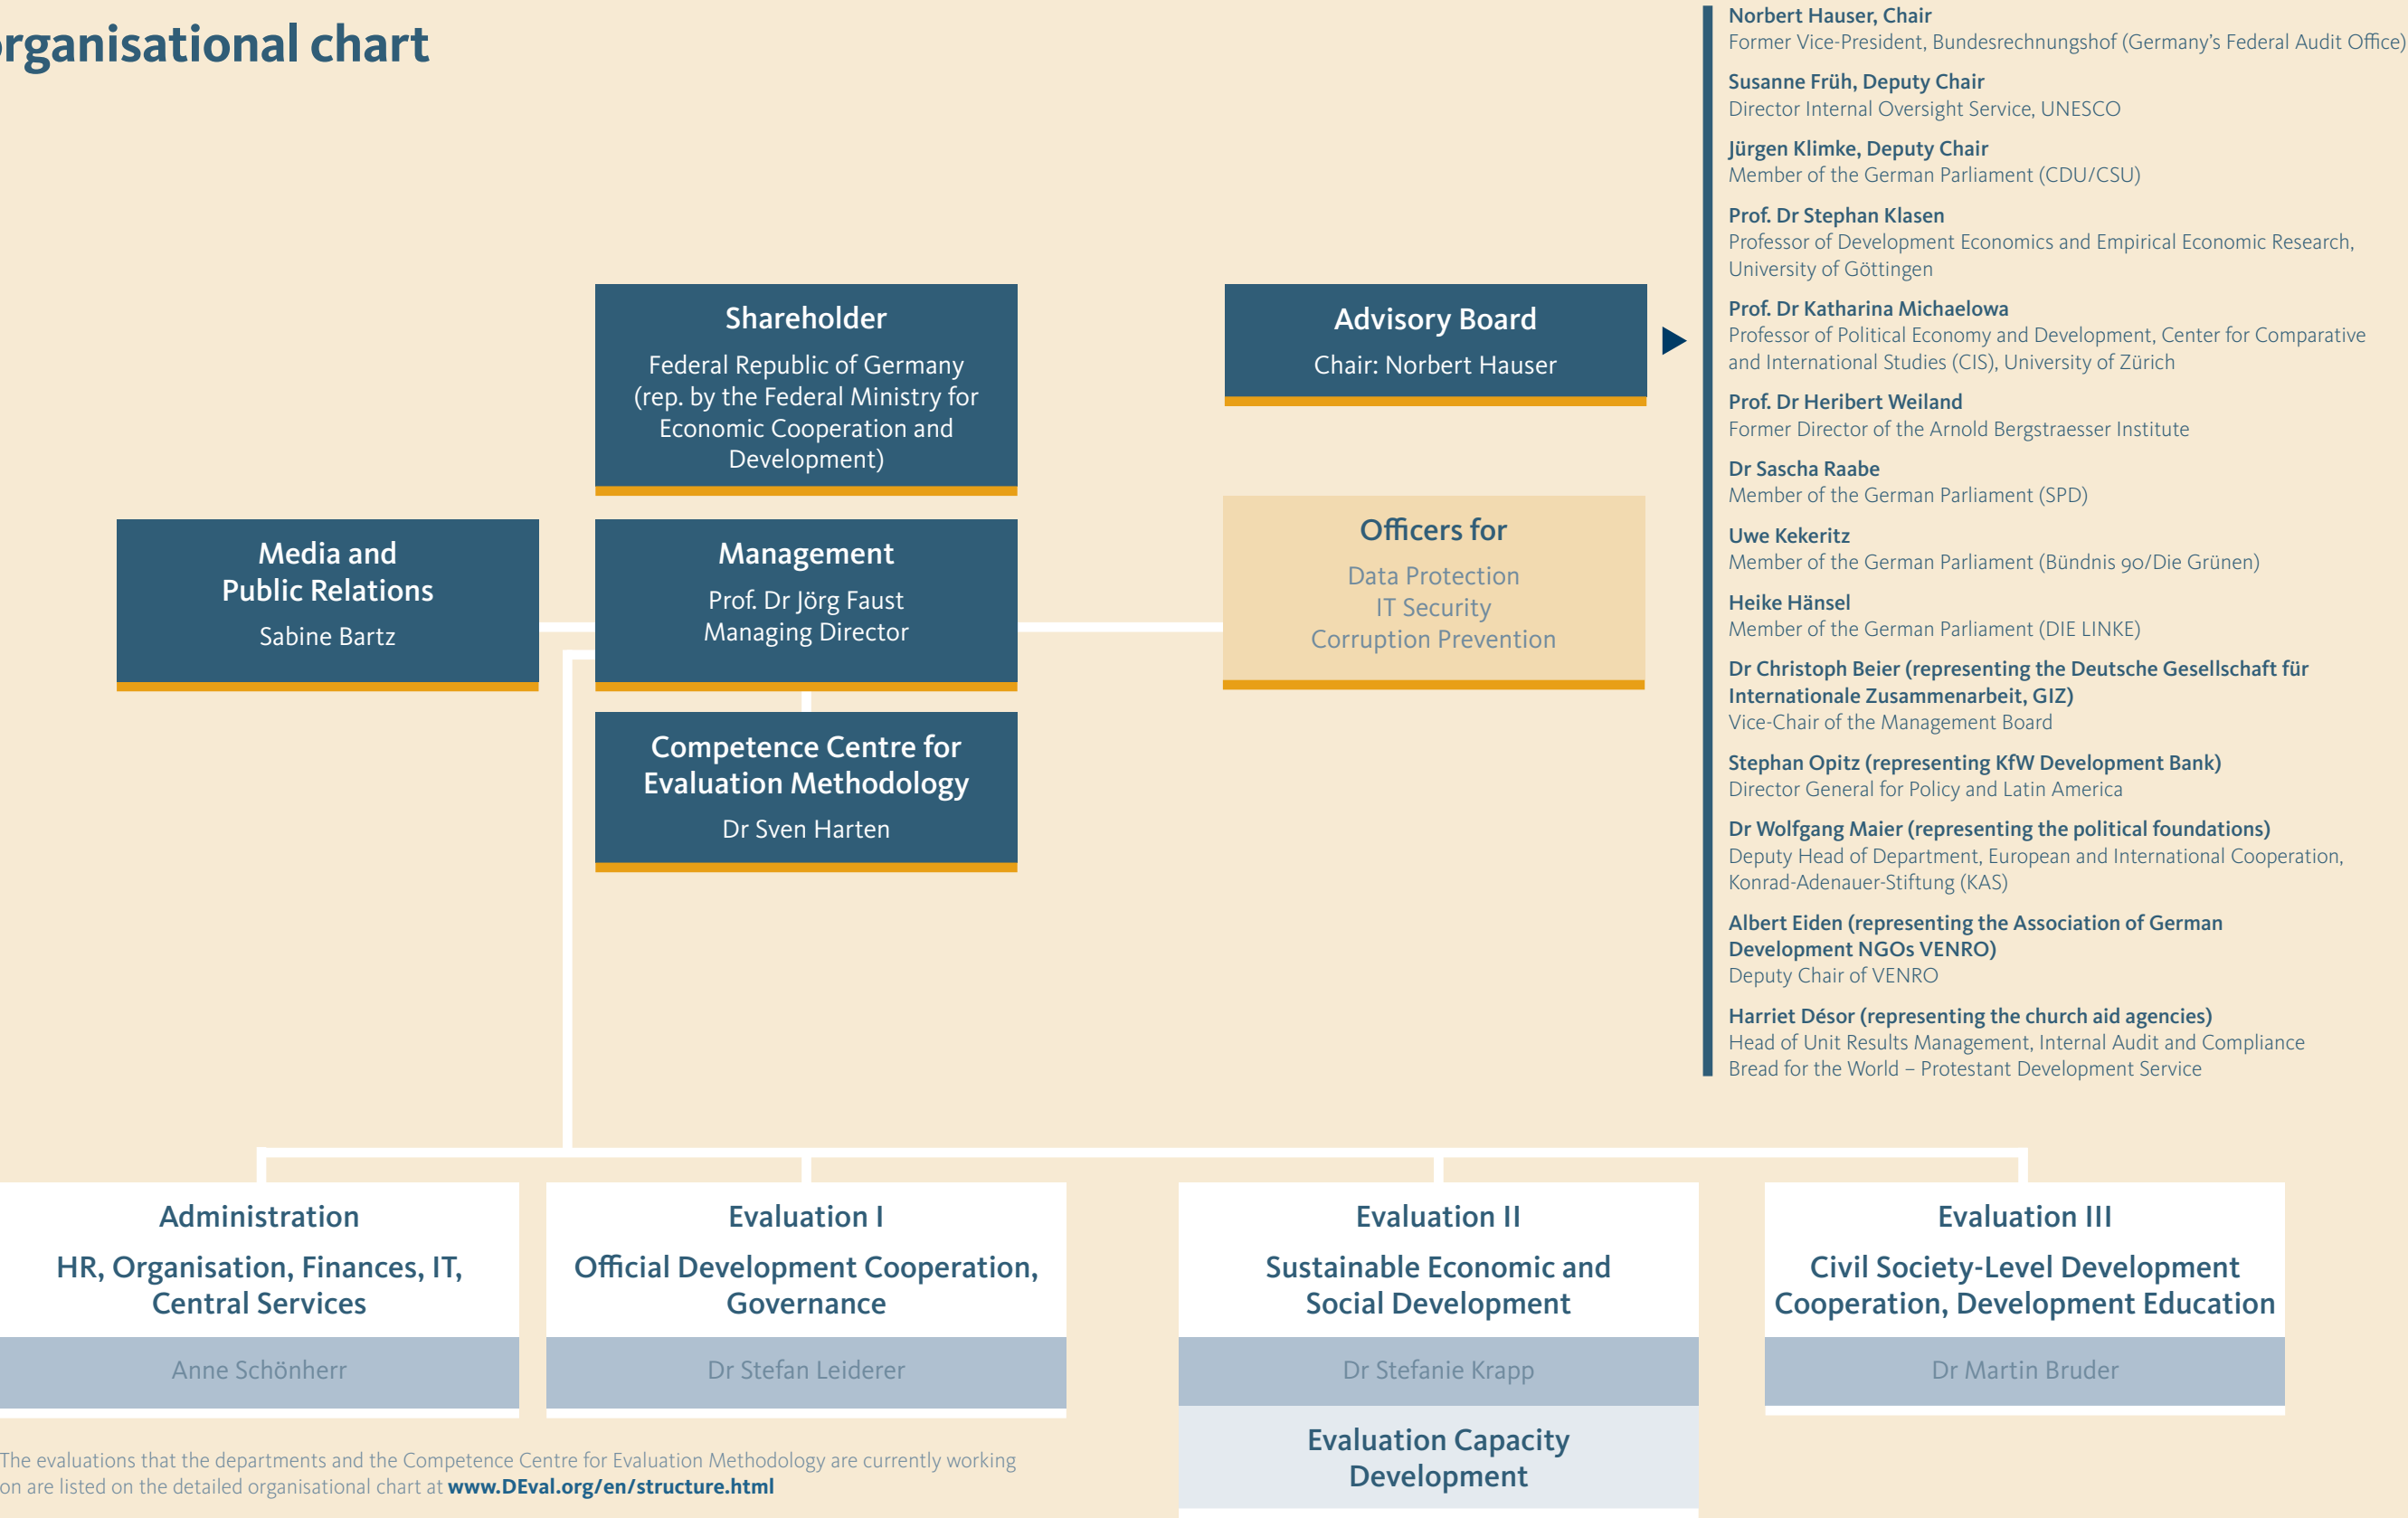 organisational chart
Norbert Hauser, Chair
Former Vice-President, Bundesrechnungshof (Germany's Federal Audit Office)
Susanne Früh, Deputy Chair
Director Internal Oversight Service, UNESCO
Jürgen Klimke, Deputy Chair
Member of the German Parliament (CDU/CSU)
Prof. Dr Stephan Klasen
Professor of Development Economics and Empirical Economic Research,
University of Göttingen
Prof. Dr Katharina Michaelowa
Professor of Political Economy and Development, Center for Comparative
and International Studies (CIS), University of Zürich
Prof. Dr Heribert Weiland
Former Director of the Arnold Bergstraesser Institute
Dr Sascha Raabe
Member of the German Parliament (SPD)
Uwe Kekeritz
Member of the German Parliament (Bündnis 90/Die Grünen)
Heike Hänsel
Member of the German Parliament (DIE LINKE)
Dr Christoph Beier (representing the Deutsche Gesellschaft für
Internationale Zusammenarbeit, GIZ)
Vice-Chair of the Management Board
Stephan Opitz (representing KfW Development Bank)
Director General for Policy and Latin America
Dr Wolfgang Maier (representing the political foundations)
Deputy Head of Department, European and International Cooperation,
Konrad-Adenauer-Stiftung (KAS)
Albert Eiden (representing the Association of German
Development NGOs VENRO)
Deputy Chair of VENRO
Harriet Désor (representing the church aid agencies)
Head of Unit Results Management, Internal Audit and Compliance
Bread for the World – Protestant Development Service
Shareholder
Federal Republic of Germany
(rep. by the Federal Ministry for
Economic Cooperation and
Development)
Advisory Board
Chair: Norbert Hauser
Media and
Public Relations
Sabine Bartz
Management
Prof. Dr Jörg Faust
Managing Director
Officers for
Data Protection
IT Security
Corruption Prevention
Competence Centre for
Evaluation Methodology
Dr Sven Harten
Administration
HR, Organisation, Finances, IT,
Central Services
Anne Schönherr
Evaluation I
Official Development Cooperation,
Governance
Dr Stefan Leiderer
Evaluation II
Sustainable Economic and
Social Development
Dr Stefanie Krapp
Evaluation Capacity
Development
Evaluation III
Civil Society-Level Development
Cooperation, Development Education
Dr Martin Bruder
The evaluations that the departments and the Competence Centre for Evaluation Methodology are currently working
on are listed on the detailed organisational chart at www.DEval.org/en/structure.html